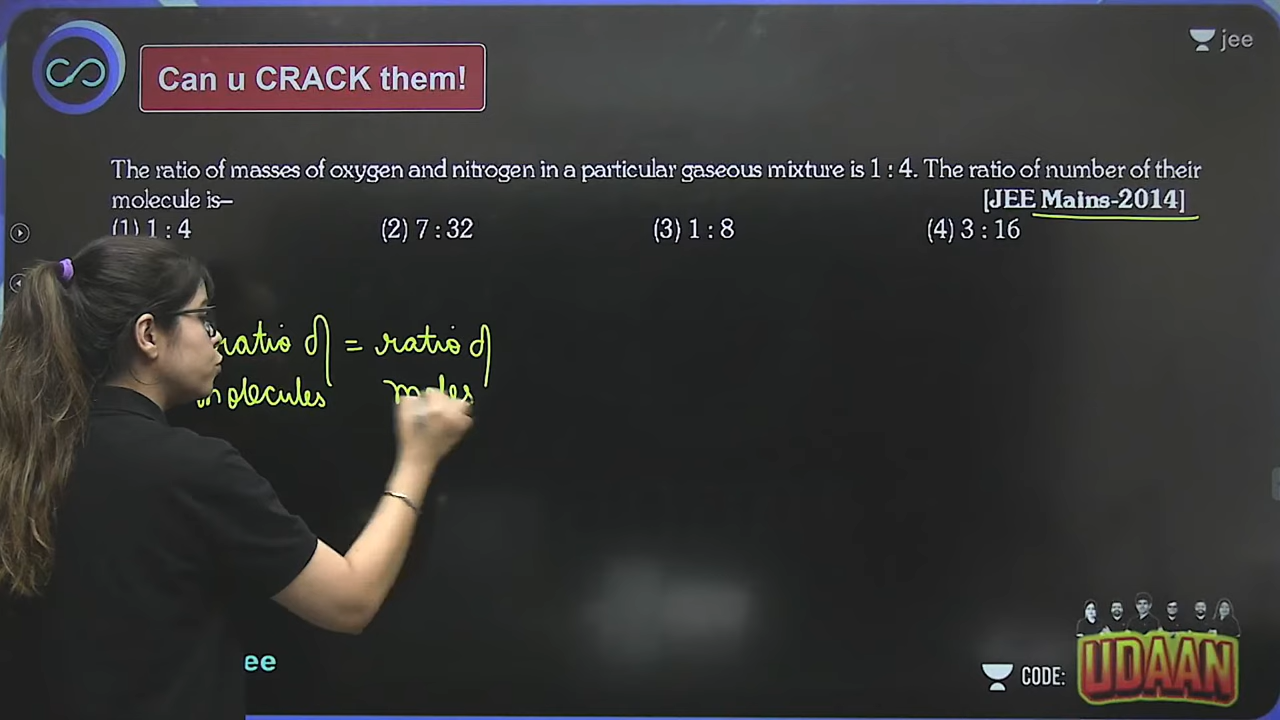 jee
Can u CRACK them!
The ratio of masses of oxygen and nitrogen in a particular gaseous mixture is 1 : 4. The ratio of number of their
molecule is– [JEE Mains-2014]
(1) 1 : 4 (2) 7 : 32 (3) 1 : 8 (4) 3 : 16
ratio of = ratio of
molecules moles
ee
CODE: UDAAN